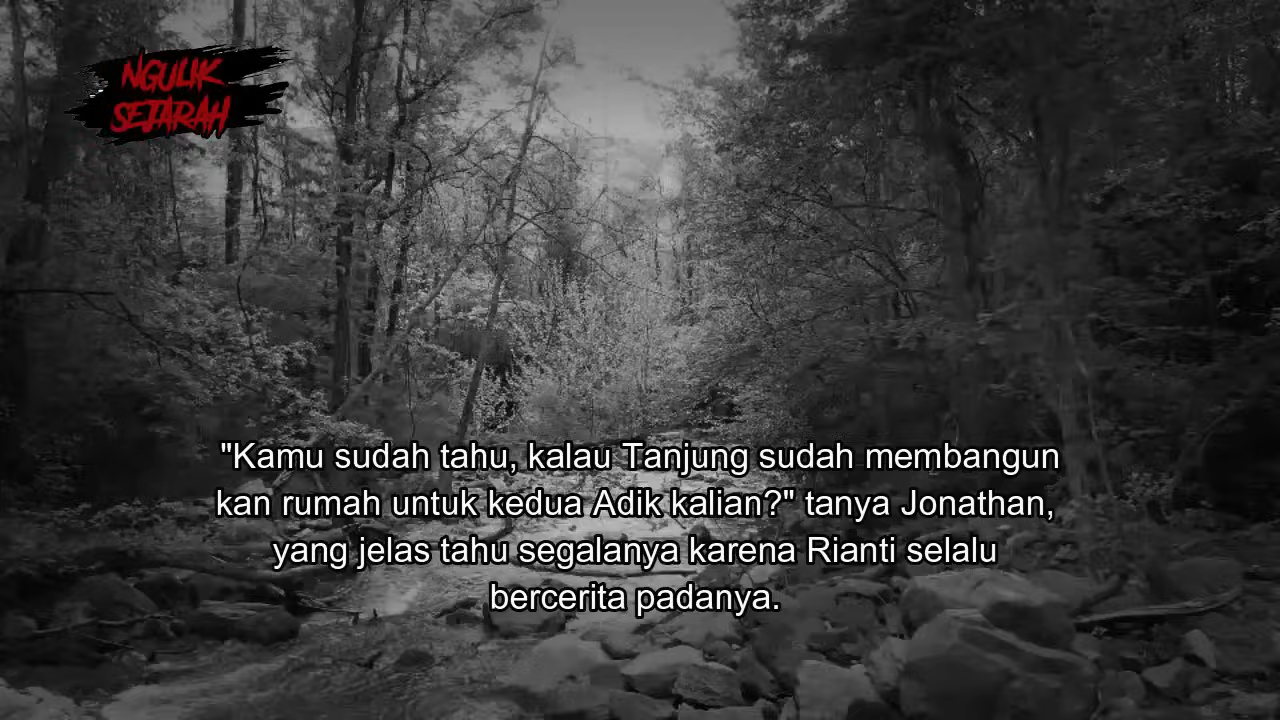 NGULIK
SEJARAH
"Kamu sudah tahu, kalau Tanjung sudah membangun
kan rumah untuk kedua Adik kalian?" tanya Jonathan,
yang jelas tahu segalanya karena Rianti selalu
bercerita padanya.